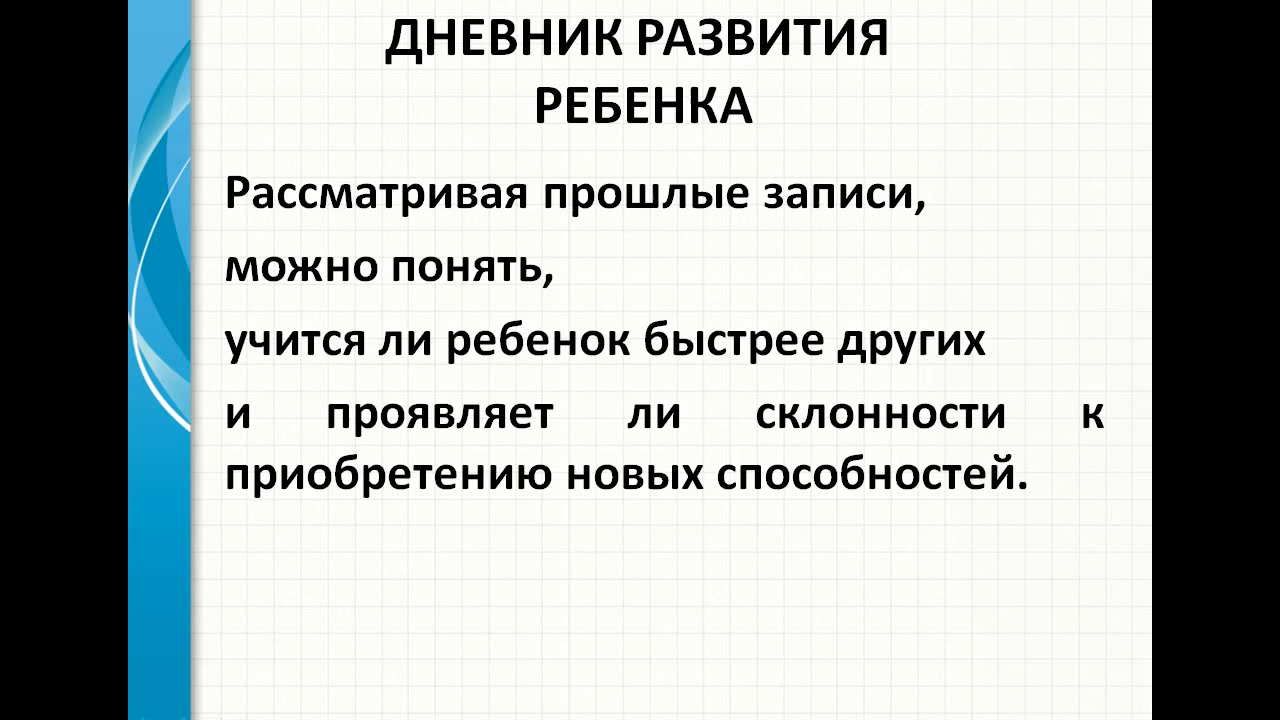 ДНЕВНИК РАЗВИТИЯ
РЕБЕНКА
Рассматривая прошлые записи,
можно понять,
учится ли ребенок быстрее других
и проявляет ли склонности к
приобретению новых способностей.